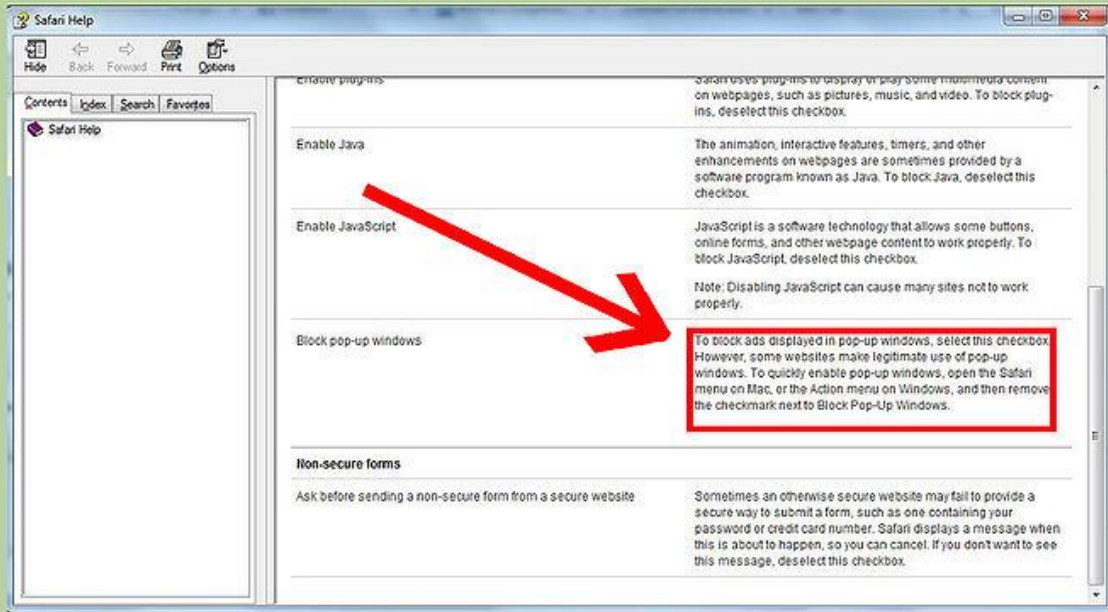 Safari Help
Hide Back Forward Print Options
Contents Index Search Favorites
Safari Help
Enable plug-ins
Safari uses plug-ins to display or play some multimedia content
on webpages, such as pictures, music, and video. To block plug-
ins, deselect this checkbox.
Enable Java
The animation, interactive features, timers, and other
enhancements on webpages are sometimes provided by a
software program known as Java. To block Java, deselect this
checkbox.
Enable JavaScript
JavaScript is a software technology that allows some buttons,
online forms, and other webpage content to work properly. To
block JavaScript, deselect this checkbox.
Note: Disabling JavaScript can cause many sites not to work
properly.
Block pop-up windows
To block ads displayed in pop-up windows, select this checkbox.
However, some websites make legitimate use of pop-up
windows. To quickly enable pop-up windows, open the Safari
menu on Mac, or the Action menu on Windows, and then remove
the checkmark next to Block Pop-Up Windows.
Non-secure forms
Ask before sending a non-secure form from a secure website
Sometimes an otherwise secure website may fail to provide a
secure way to submit a form, such as one containing your
password or credit card number. Safari displays a message when
this is about to happen, so you can cancel. If you don't want to see
this message, deselect this checkbox.